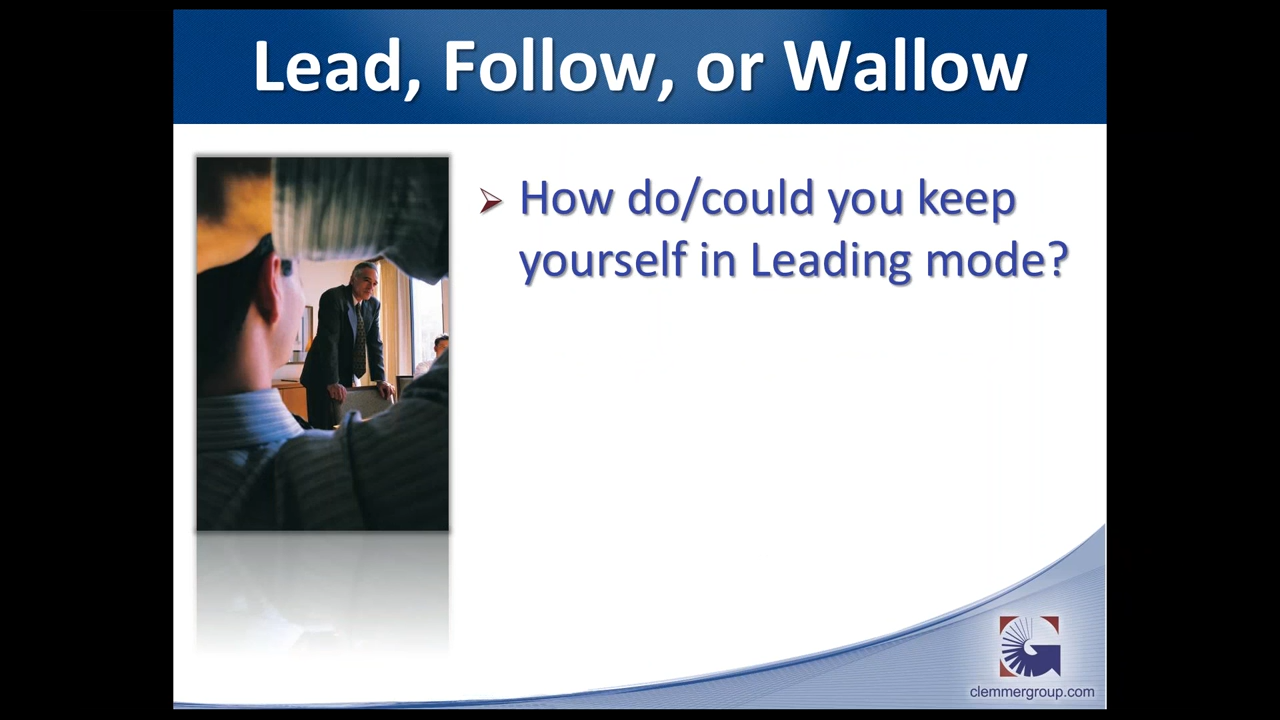 Lead, Follow, or Wallow
How do/could you keep
yourself in Leading mode?
clemmergroup.com